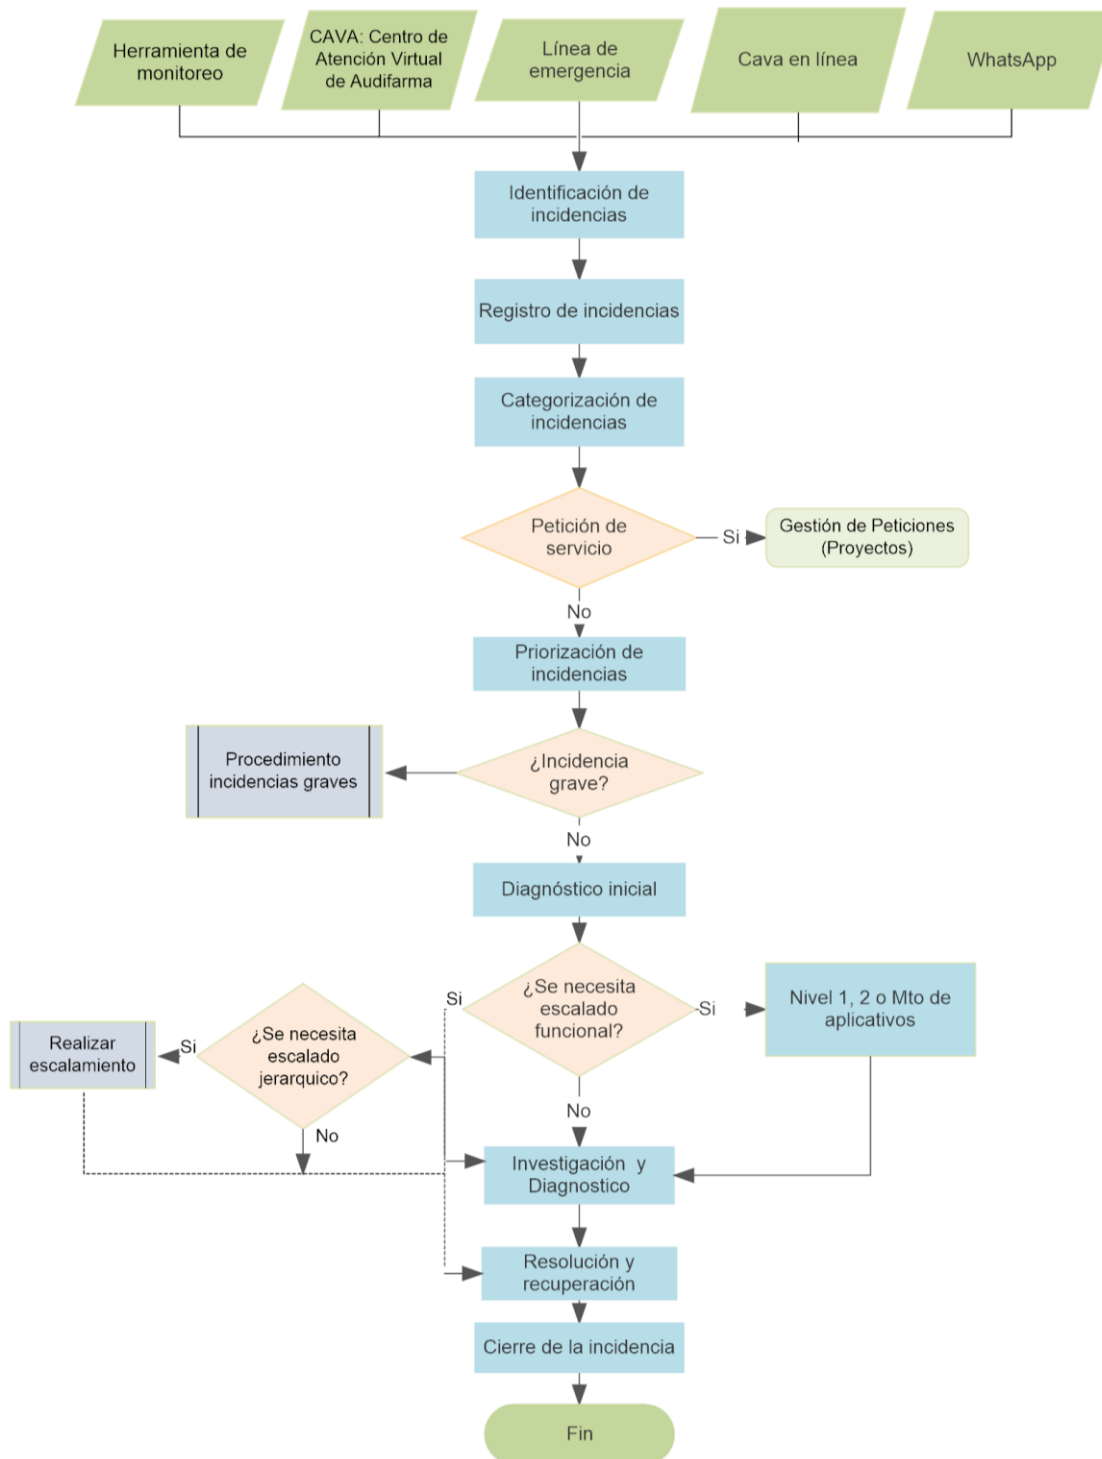 Herramienta de
monitoreo
CAVA: Centro de
Atención Virtual
de Audifarma
Línea de
emergencia
Cava en línea
WhatsApp
Identificación de
incidencias
Registro de incidencias
Categorización de
incidencias
Petición de
servicio
Si
Gestión de Peticiones
(Proyectos)
No
Priorización de
incidencias
¿Incidencia
grave?
Procedimiento
incidencias graves
No
Diagnóstico inicial
¿Se necesita
escalado
funcional?
Si
Si
Nivel 1, 2 o Mto de
aplicativos
¿Se necesita
escalado
jerarquico?
Si
Realizar
escalamiento
No
No
Investigación y
Diagnostico
Resolución y
recuperación
Cierre de la incidencia
Fin